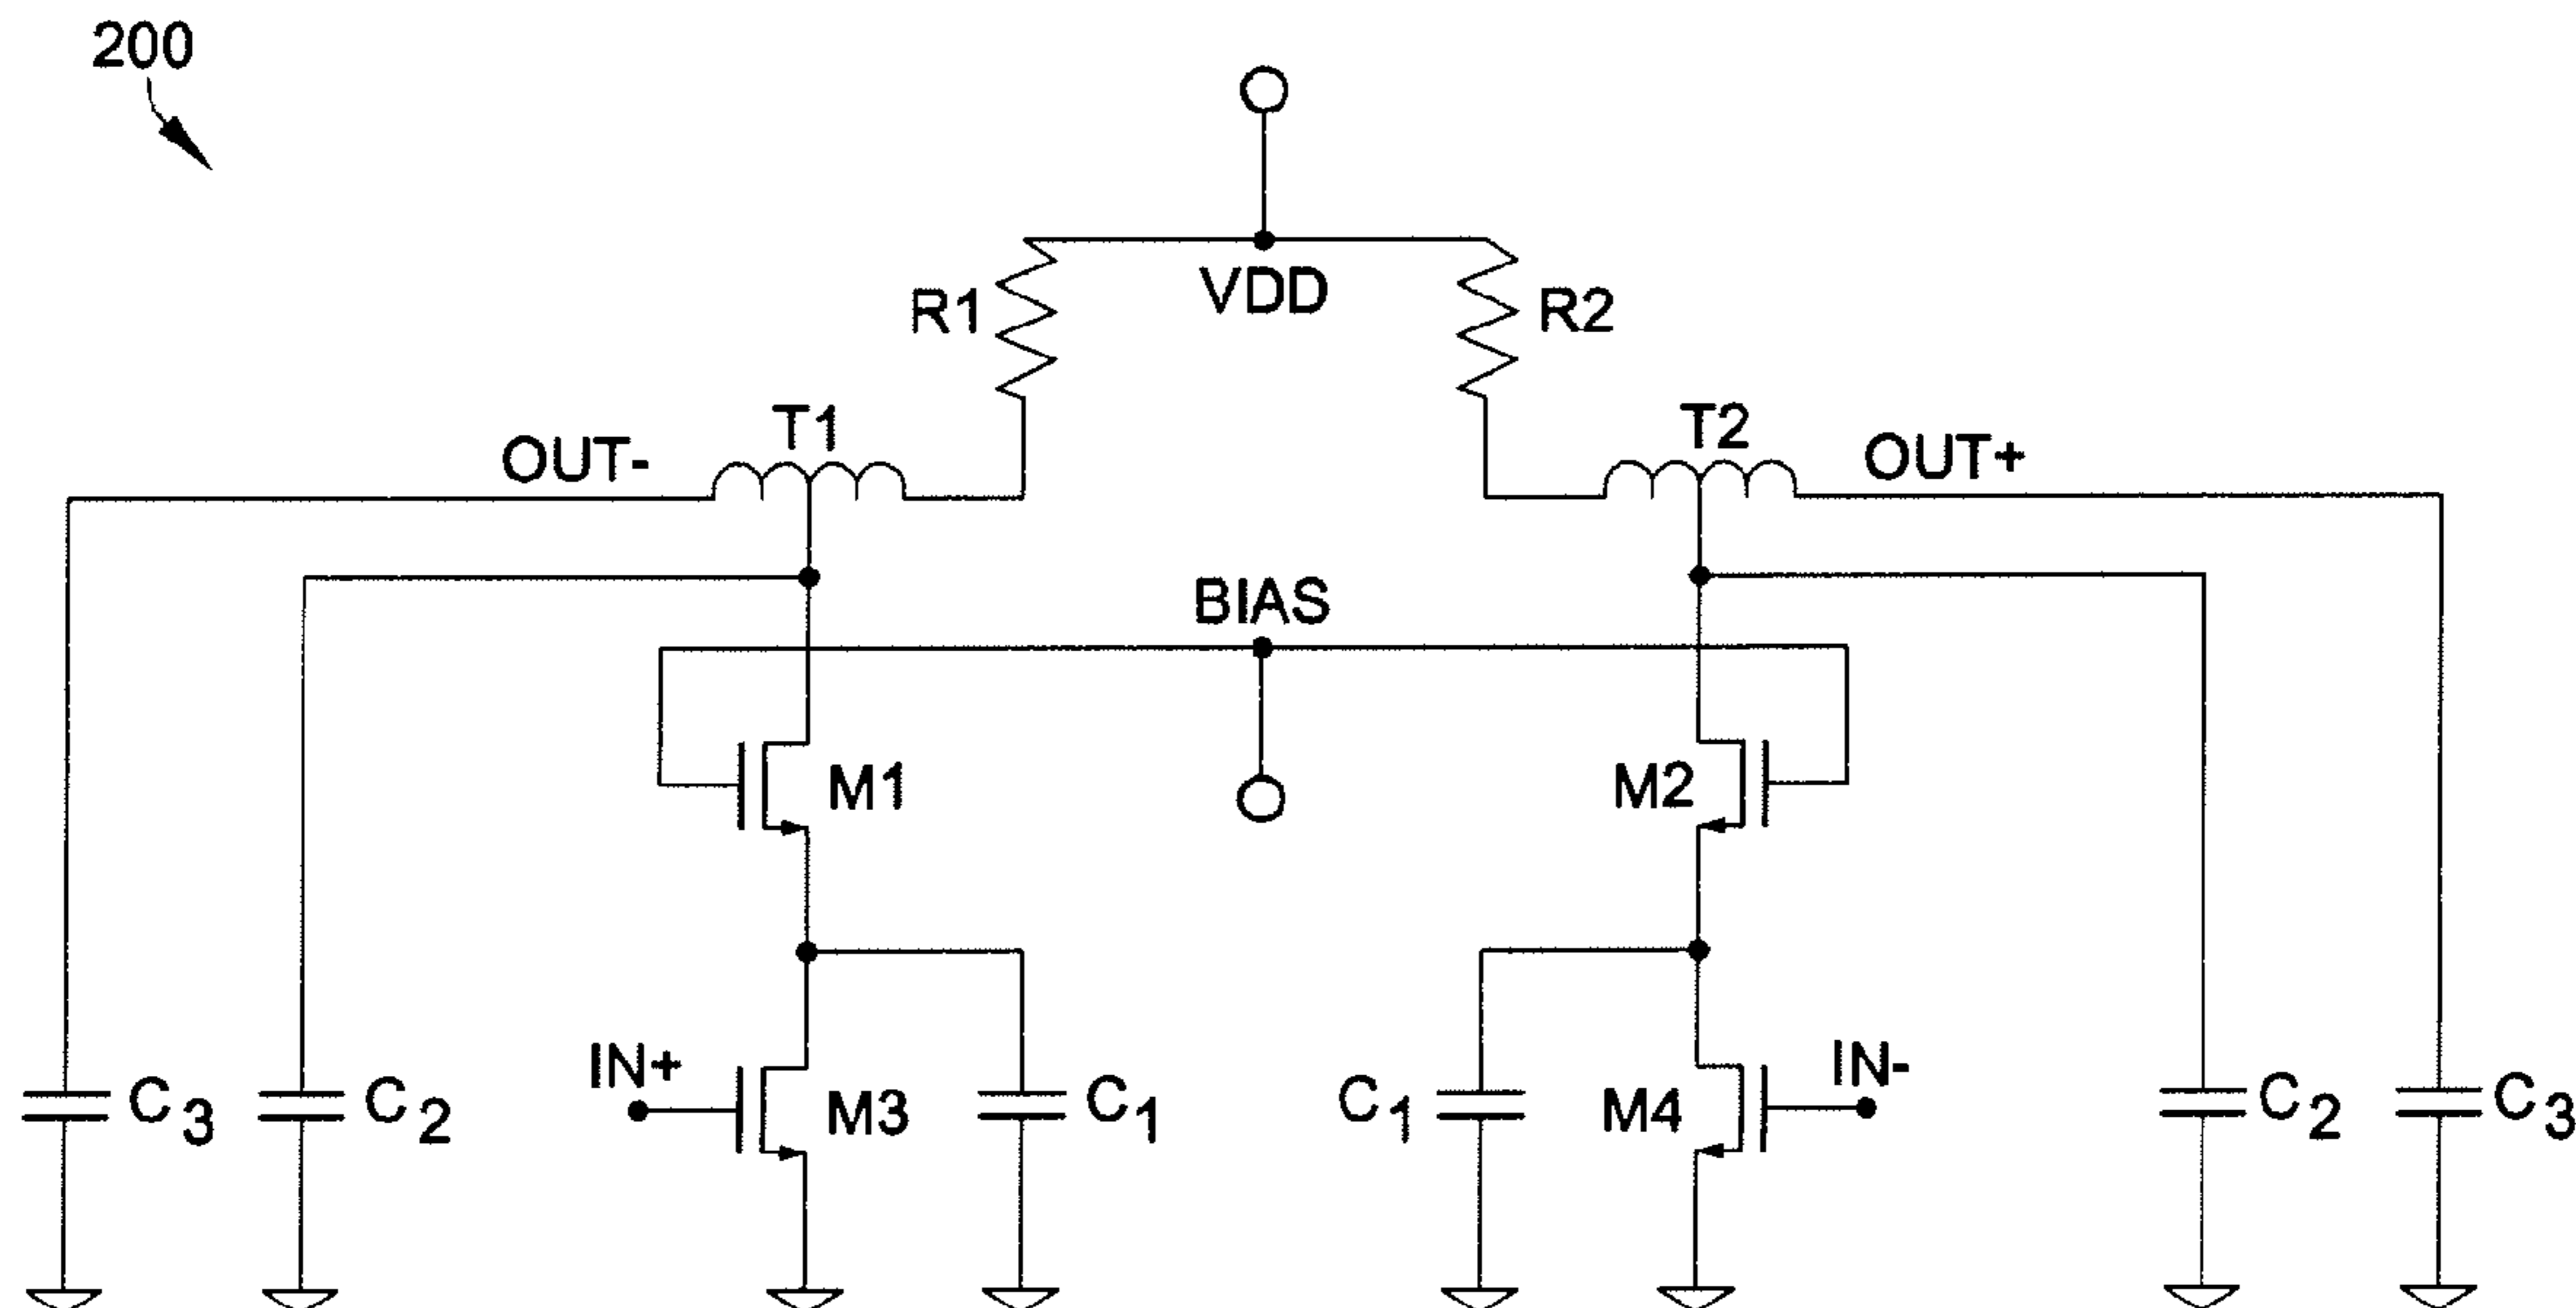 200
VDD
R1
R2
T1
T2
OUT-
OUT+
BIAS
M1
M2
IN+
IN-
C3
C2
M3
C1
C1
M4
C2
C3